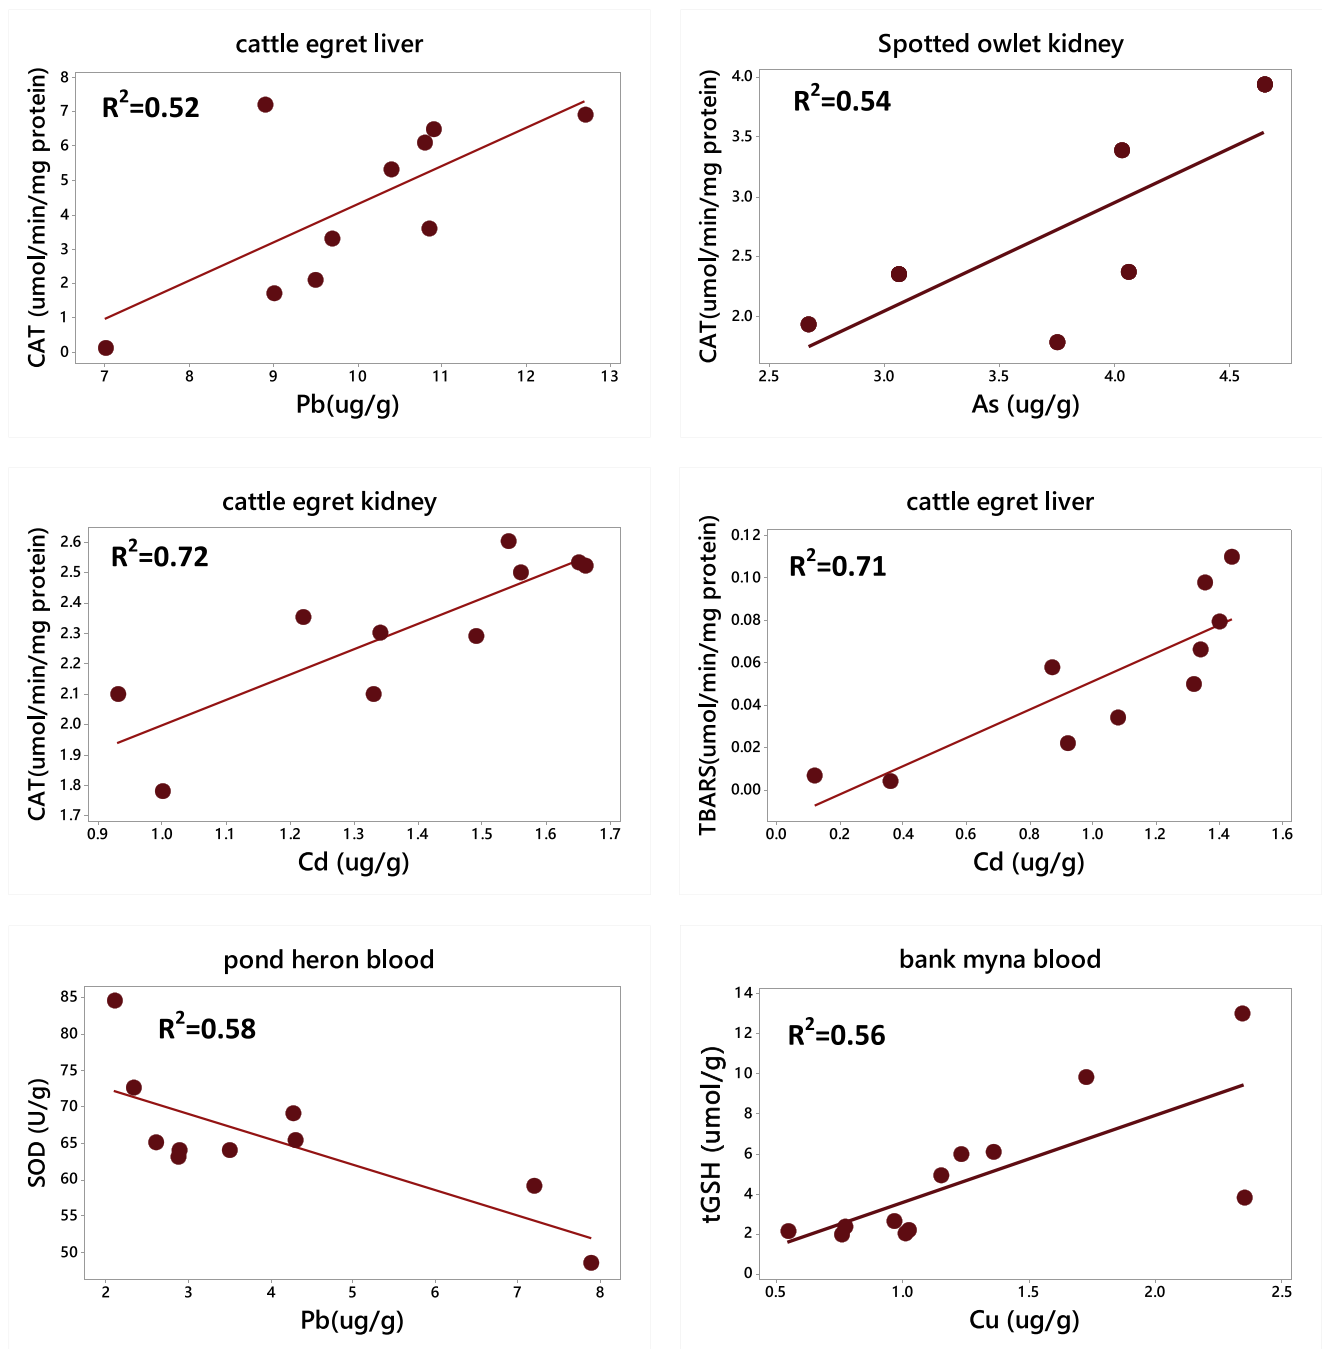 cattle egret liver
R²=0.52
CAT (umol/min/mg protein)
8
7
6
5
4
3
2
1
0
7 8 9 10 11 12 13
Pb(ug/g)
Spotted owlet kidney
R²=0.54
CAT(umol/min/mg protein)
4.0
3.5
3.0
2.5
2.0
2.5 3.0 3.5 4.0 4.5
As (ug/g)
cattle egret kidney
R²=0.72
CAT(umol/min/mg protein)
2.6
2.5
2.4
2.3
2.2
2.1
2.0
1.9
1.8
1.7
0.9 1.0 1.1 1.2 1.3 1.4 1.5 1.6 1.7
Cd (ug/g)
cattle egret liver
R²=0.71
TBARS(umol/min/mg protein)
0.12
0.10
0.08
0.06
0.04
0.02
0.00
0.0 0.2 0.4 0.6 0.8 1.0 1.2 1.4 1.6
Cd (ug/g)
pond heron blood
R²=0.58
SOD (U/g)
85
80
75
70
65
60
55
50
2 3 4 5 6 7 8
Pb(ug/g)
bank myna blood
R²=0.56
tGSH (umol/g)
14
12
10
8
6
4
2
0
0.5 1.0 1.5 2.0 2.5
Cu (ug/g)